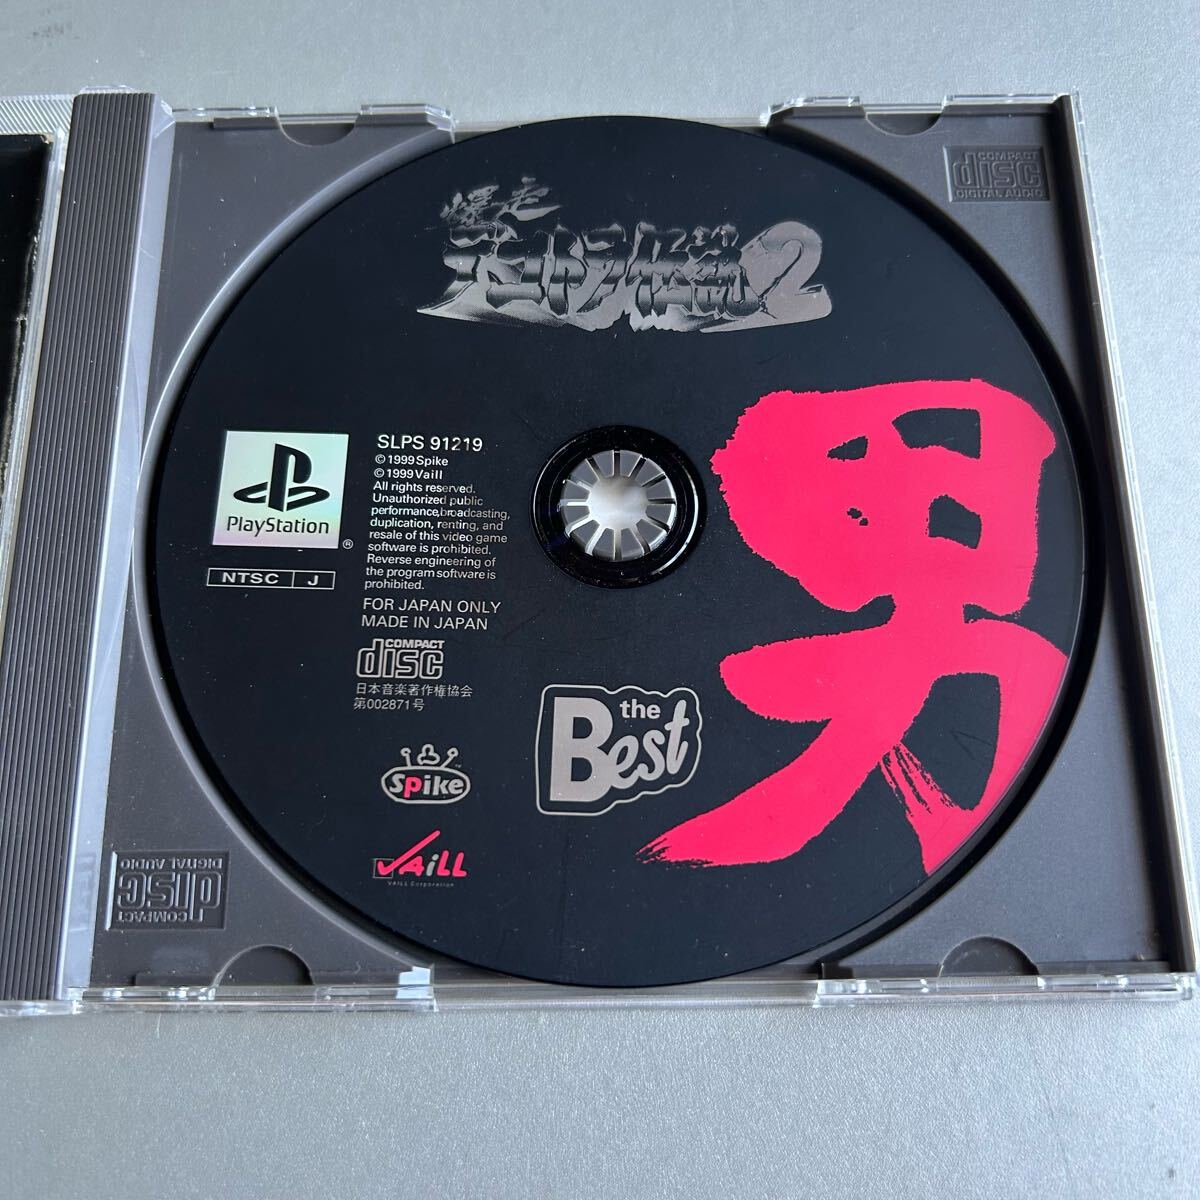 爆走
デコトラ伝説2
男
SLPS 91219
©1999Spike
©1999Vaill
All rights reserved.
Unauthorized public
performance,broadcasting,
duplication, renting, and
resale of this video game
software is prohibited.
Reverse engineering of
the program software is
prohibited.
FOR JAPAN ONLY
MADE IN JAPAN
PlayStation
®
NTSC J
COMPACT
disc
日本音楽著作権協会
第002871号
the
Best
Spike
™
VAiLL
VAILL Corporation
COMPACT
disc
DIGITAL AUDIO
COMPACT
disc
DIGITAL AUDIO